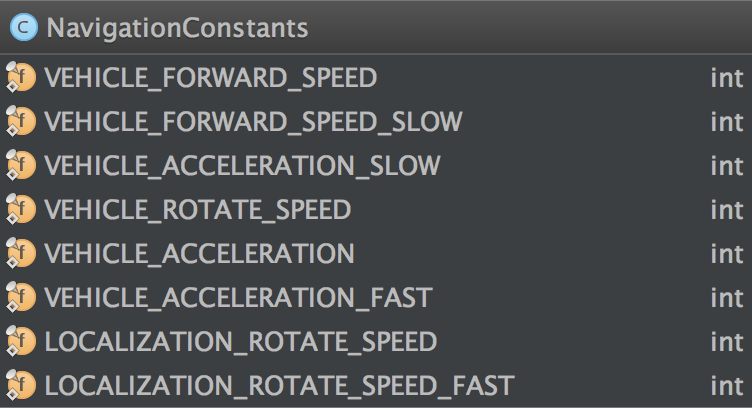 C NavigationConstants
f VEHICLE_FORWARD_SPEED int
f VEHICLE_FORWARD_SPEED_SLOW int
f VEHICLE_ACCELERATION_SLOW int
f VEHICLE_ROTATE_SPEED int
f VEHICLE_ACCELERATION int
f VEHICLE_ACCELERATION_FAST int
f LOCALIZATION_ROTATE_SPEED int
f LOCALIZATION_ROTATE_SPEED_FAST int